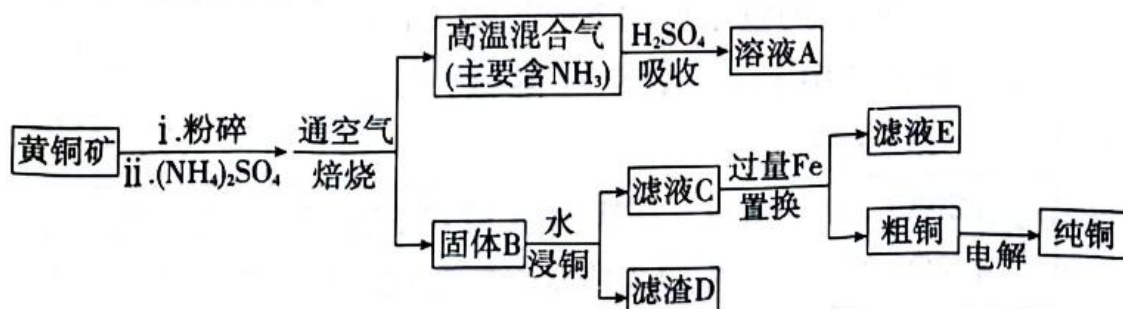 高温混合气
(主要含NH₃)
H₂SO₄
吸收
溶液A
黄铜矿
ⅰ.粉碎
ⅱ.(NH₄)₂SO₄
通空气
焙烧
滤液E
滤液C
过量Fe
置换
固体B
水
浸铜
粗铜
电解
纯铜
滤渣D